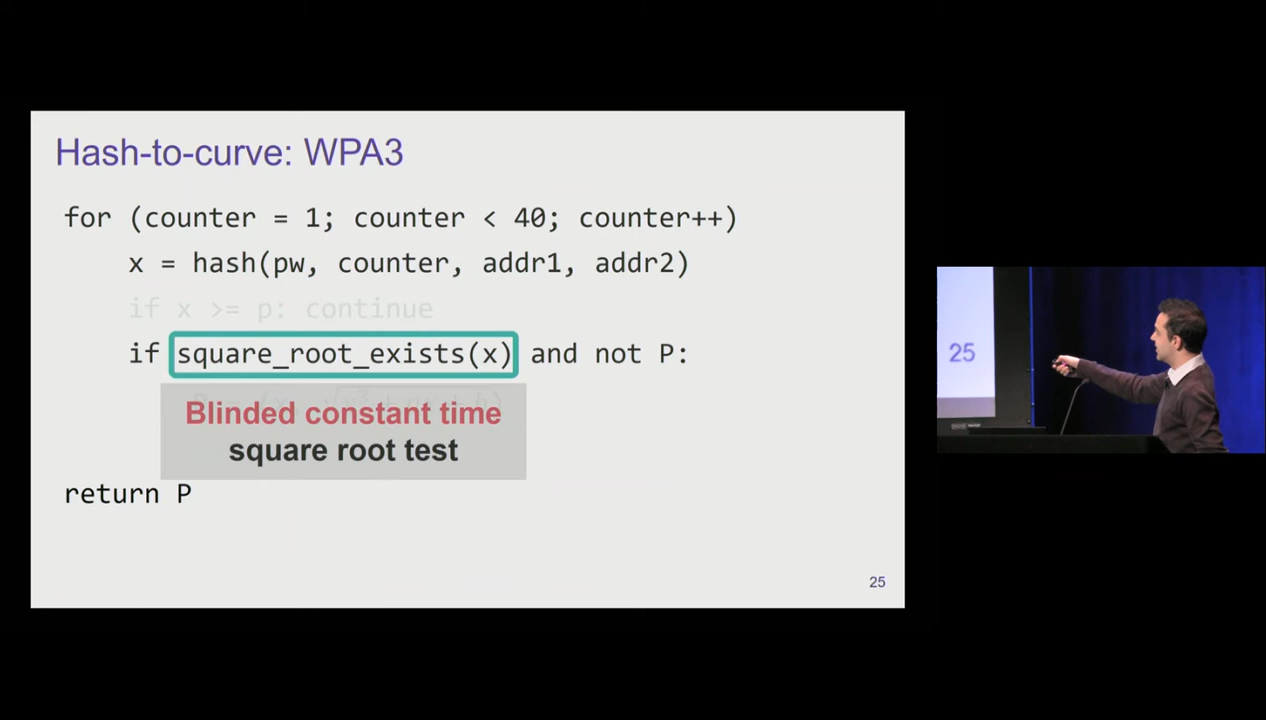 Hash-to-curve: WPA3
for (counter = 1; counter < 40; counter++)
x = hash(pw, counter, addr1, addr2)
if x >= p: continue
if square_root_exists(x) and not P:
Blinded constant time
square root test
return P
25
25